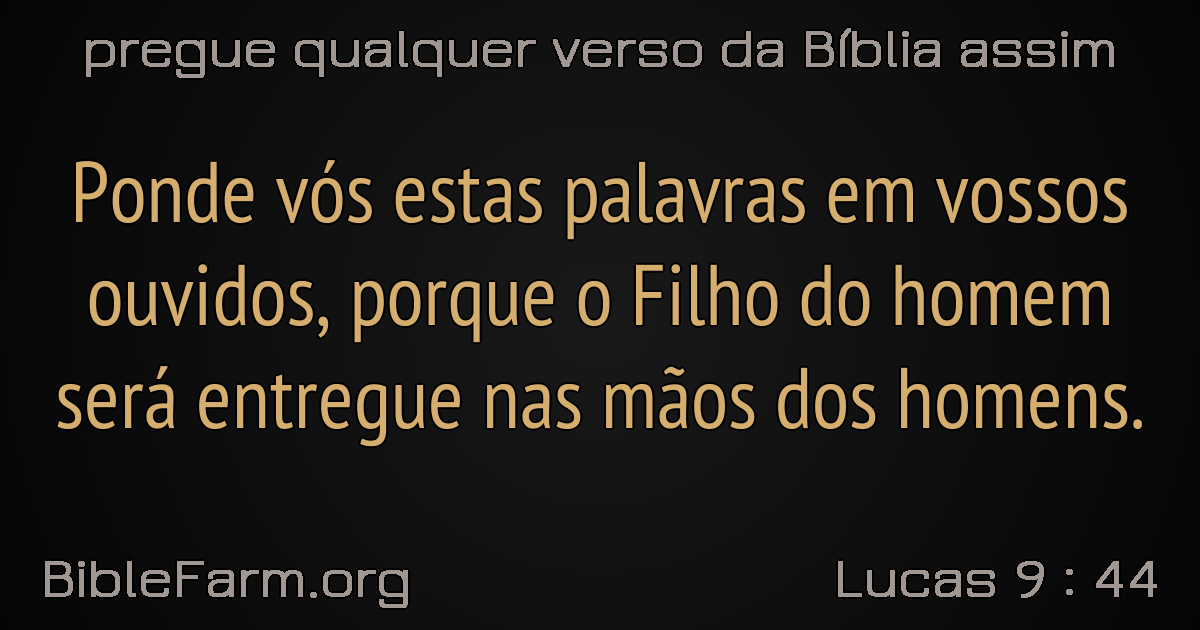 pregue qualquer verso da Bíblia assim
Ponde vós estas palavras em vossos
ouvidos, porque o Filho do homem
será entregue nas mãos dos homens.
BibleFarm.org
Lucas 9 : 44